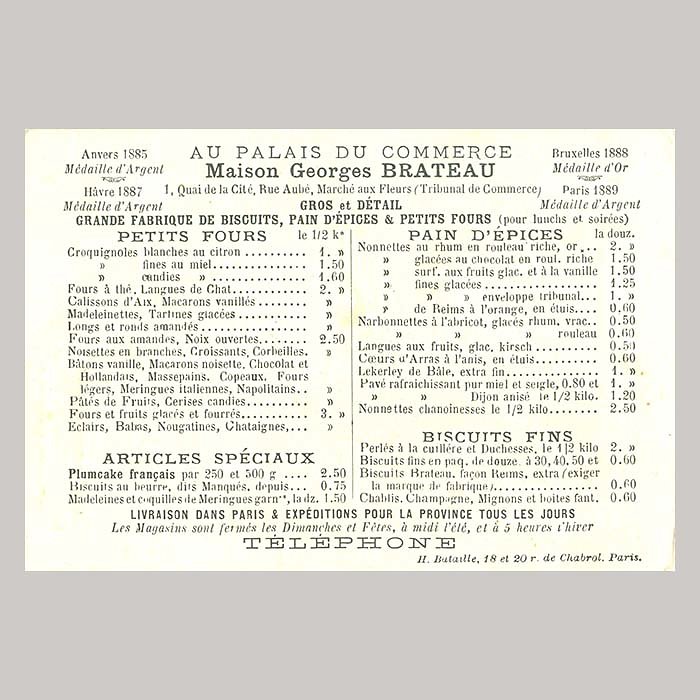 Anvers 1885
Médaille d'Argent
Hâvre 1887
Médaille d'Argent
AU PALAIS DU COMMERCE
Maison Georges BRATEAU
1, Quai de la Cité, Rue Aubé, Marché aux Fleurs (Tribunal de Commerce)
GROS et DÉTAIL
Bruxelles 1888
Médaille d'Or
Paris 1889
Médaille d'Argent
GRANDE FABRIQUE DE BISCUITS, PAIN D'ÉPICES & PETITS FOURS (pour lunchs et soirées)
PETITS FOURS le 1/2 k°
Croquignoles blanches au citron .......... 1. »
» fines au miel.................... 1.50
» candies » .................... 1.60
Fours à thé, Langues de Chat.............. 2. »
Calissons d'Aix, Macarons vanillés........ »
Madeleinettes, Tartines glacées........... »
Longs et ronds amandés.................... »
Fours aux amandes, Noix ouvertes........ 2.50
Noisettes en branches, Croissants, Corbeilles. »
Bâtons vanille, Macarons noisette, Chocolat et
Hollandais, Massepains, Copeaux, Fours
légers, Meringues italiennes, Napolitains.. »
Pâtés de Fruits, Cerises candies........... »
Fours et fruits glacés et fourrés............ 3. »
Eclairs, Babas, Nougatines, Chataignes,... »
ARTICLES SPÉCIAUX
Plumcake français par 250 et 500 g .... 2.50
Biscuits au beurre, dits Manqués, depuis... 0.75
Madeleines et coquilles de Meringues garn^es, la dz. 1.50
PAIN D'ÉPICES la douz.
Nonnettes au rhum en rouleau riche, or ... 2. »
» glacées au chocolat en roul. riche 1.50
» surf. aux fruits glac. et à la vanille 1.50
» fines glacées................... 1.25
» » » enveloppe tribunal... 1. »
» de Reims à l'orange, en étuis.... 0.60
Narbonnettes à l'abricot, glacés rhum, vrac.. 0.50
» » » rouleau 0.60
Langues aux fruits, glac. kirsch........... 0.50
Cœurs d'Arras à l'anis, en étuis........... 0.60
Lekerley de Bâle, extra fin................ 1. »
Pavé rafraichissant pur miel et seigle, 0.80 et 1. »
» » Dijon anisé le 1/2 kilo. 1.20
Nonnettes chanoinesses le 1/2 kilo........ 2.50
BISCUITS FINS
Perlés à la cuillère et Duchesses, le 1|2 kilo 2. »
Biscuits fins en paq. de douze, à 30, 40, 50 et 0.60
Biscuits Brateau, façon Reims, extra (exiger
la marque de fabrique)................... 0.60
Chablis, Champagne, Mignons et boites fant. 0.60
LIVRAISON DANS PARIS & EXPÉDITIONS POUR LA PROVINCE TOUS LES JOURS
Les Magasins sont fermés les Dimanches et Fêtes, à midi l'été, et à 5 heures l'hiver
TÉLÉPHONE
H. Bataille, 18 et 20 r. de Chabrol, Paris.